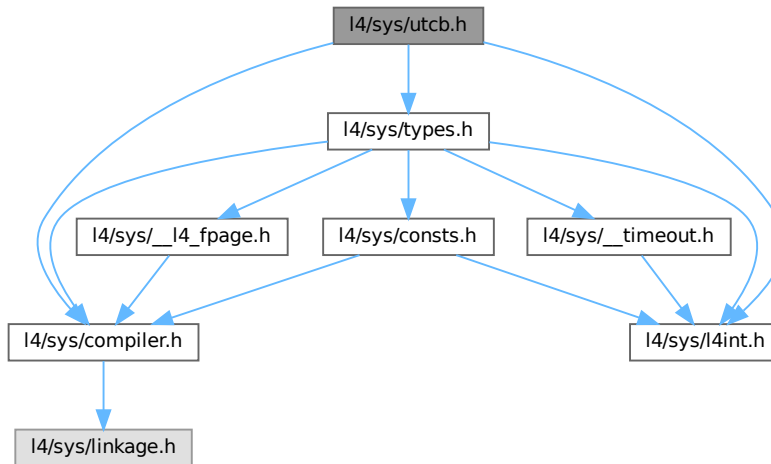 l4/sys/utcb.h
l4/sys/types.h
l4/sys/__l4_fpage.h
l4/sys/consts.h
l4/sys/__timeout.h
l4/sys/compiler.h
l4/sys/l4int.h
l4/sys/linkage.h